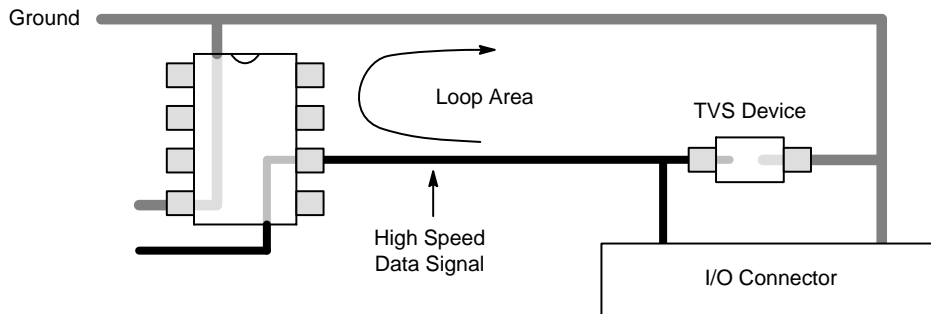 Ground
Loop Area
TVS Device
High Speed
Data Signal
I/O Connector